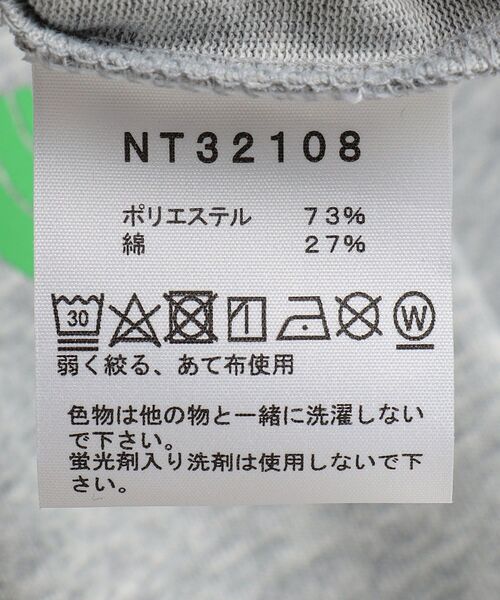 NT32108
ポリエステル 73%
綿 27%
30 W
弱く絞る、あて布使用
色物は他の物と一緒に洗濯しない
で下さい。
蛍光剤入り洗剤は使用しないで下
さい。